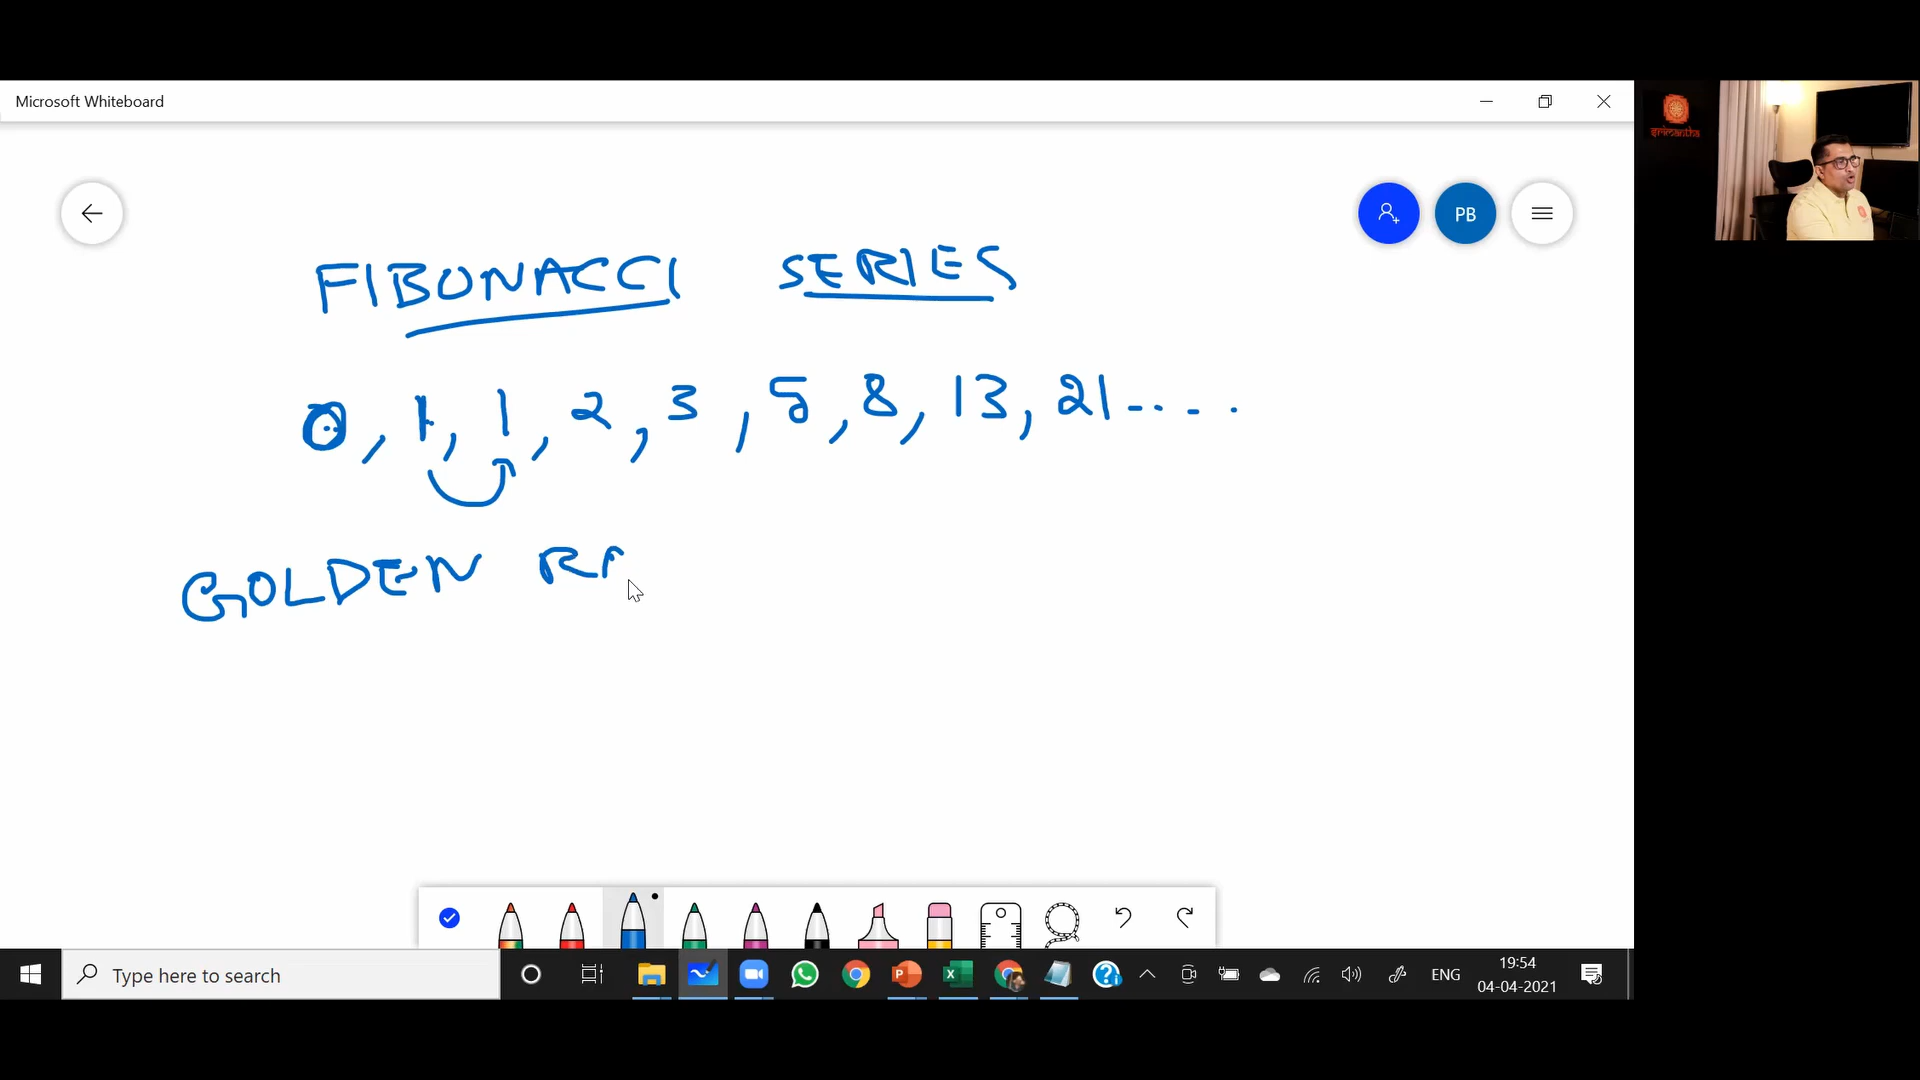 Microsoft Whiteboard
srimantha
PB
FIBONACCI SERIES
0, 1, 1, 2, 3, 5, 8, 13, 21 - . - . .
GOLDEN RA
Type here to search
ENG
19:54
04-04-2021